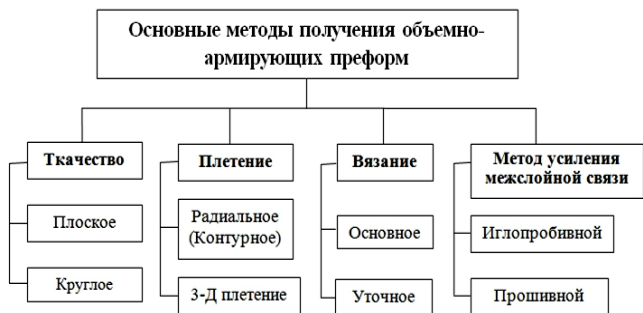 Основные методы получения объемно-
армирующих преформ
Ткачество
Плоское
Круглое
Плетение
Радиальное
(Контурное)
3-Д плетение
Вязание
Основное
Уточное
Метод усиления
межслойной связи
Иглопробивной
Прошивной